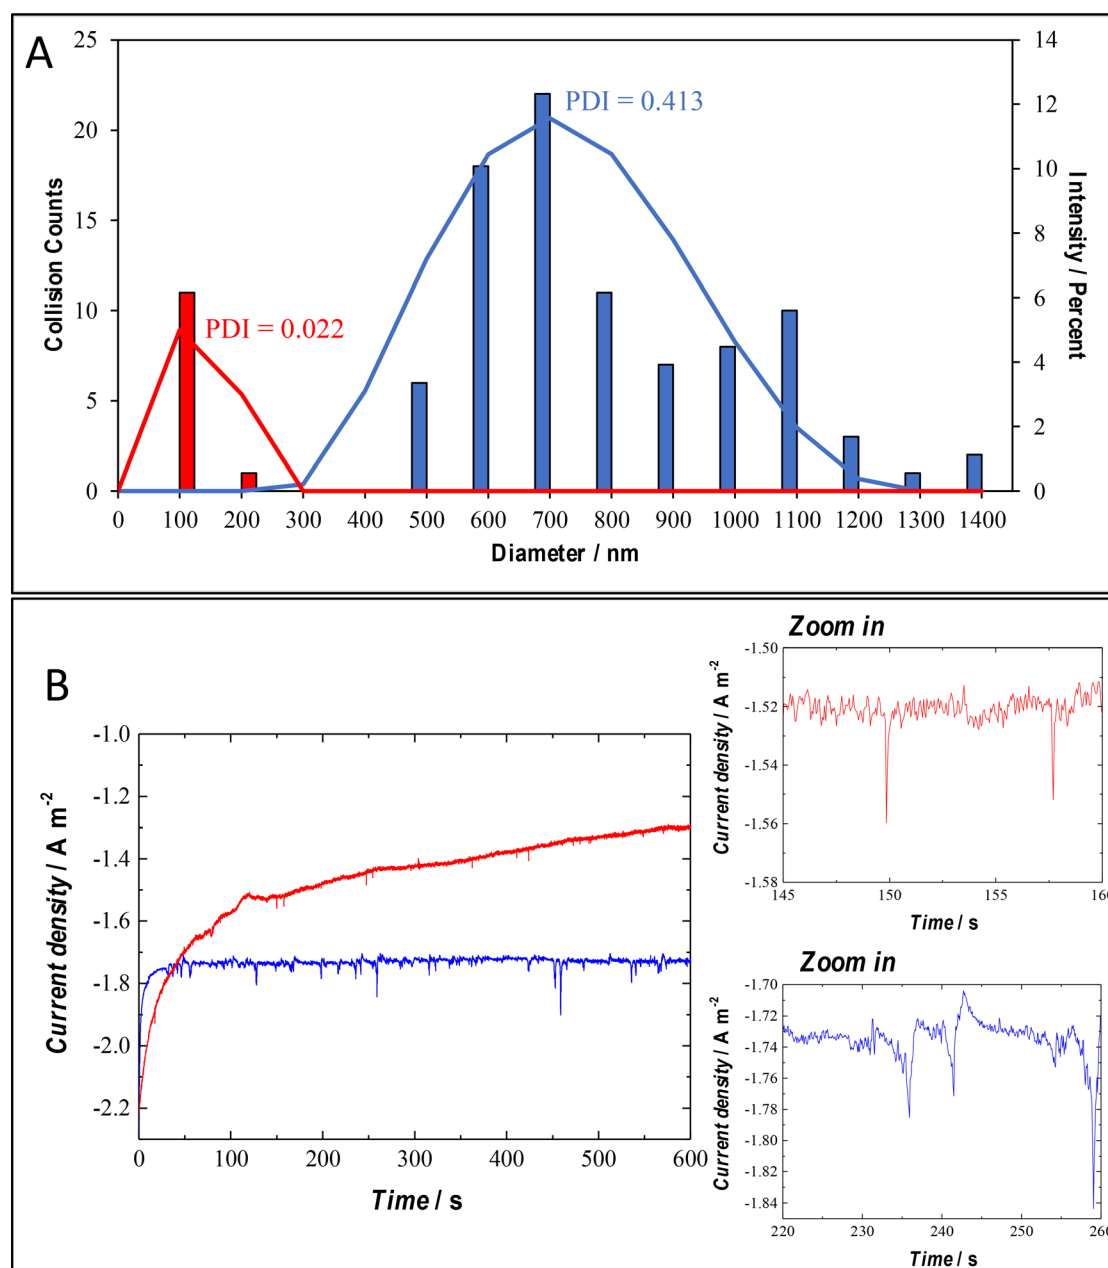 A
25
20
15
10
5
0
Collision Counts
PDI = 0.022
PDI = 0.413
14
12
10
8
6
4
2
0
Intensity / Percent
0 100 200 300 400 500 600 700 800 900 1000 1100 1200 1300 1400
Diameter / nm
B
-1.0
-1.2
-1.4
-1.6
-1.8
-2.0
-2.2
Current density / A m⁻²
0 100 200 300 400 500 600
Time / s
Zoom in
-1.50
-1.52
-1.54
-1.56
-1.58
Current density / A m⁻²
145 150 155 160
Time / s
Zoom in
-1.70
-1.72
-1.74
-1.76
-1.78
-1.80
-1.82
-1.84
Current density / A m⁻²
220 230 240 250 260
Time / s